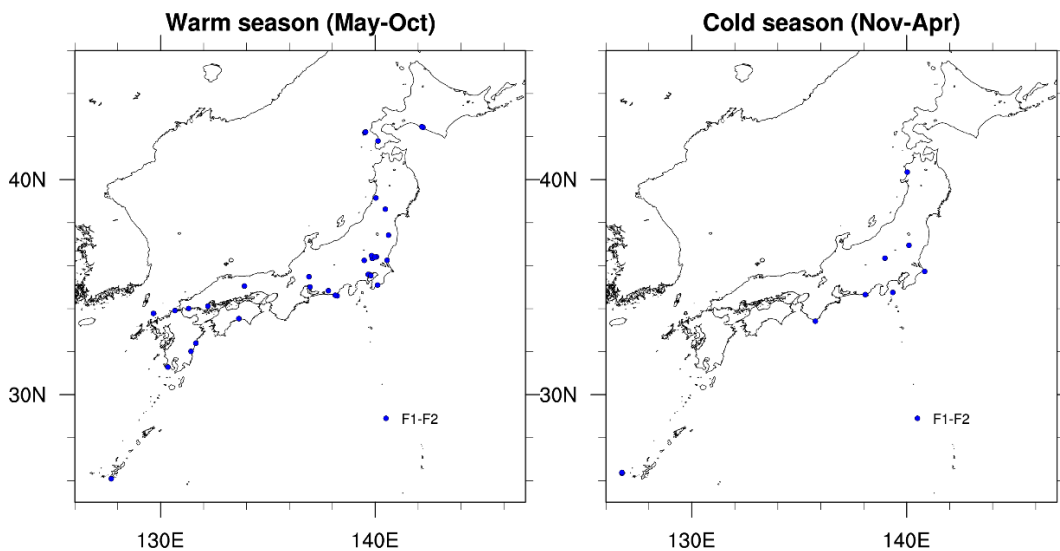 Warm season (May-Oct)
Cold season (Nov-Apr)
40N
40N
30N
30N
F1-F2
F1-F2
130E
140E
130E
140E